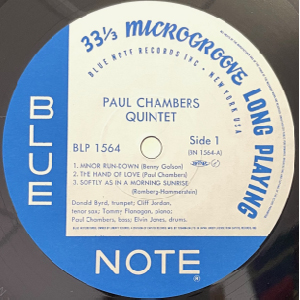 33⅓ MICROGROOVE LONG PLAYING
BLUE NOTE RECORDS INC. • NEW YORK USA
BLUE
PAUL CHAMBERS
QUINTET
BLP 1564
Side 1
(BN 1564-A)
1. MINOR RUN-DOWN (Benny Golson)
2. THE HAND OF LOVE (Paul Chambers)
3. SOFTLY AS IN A MORNING SUNRISE
(Romberg-Hammerstein)
Donald Byrd, trumpet; Cliff Jordan,
tenor sax; Tommy Flanagan, piano;
Paul Chambers, bass; Elvin Jones, drums.
NOTE
®